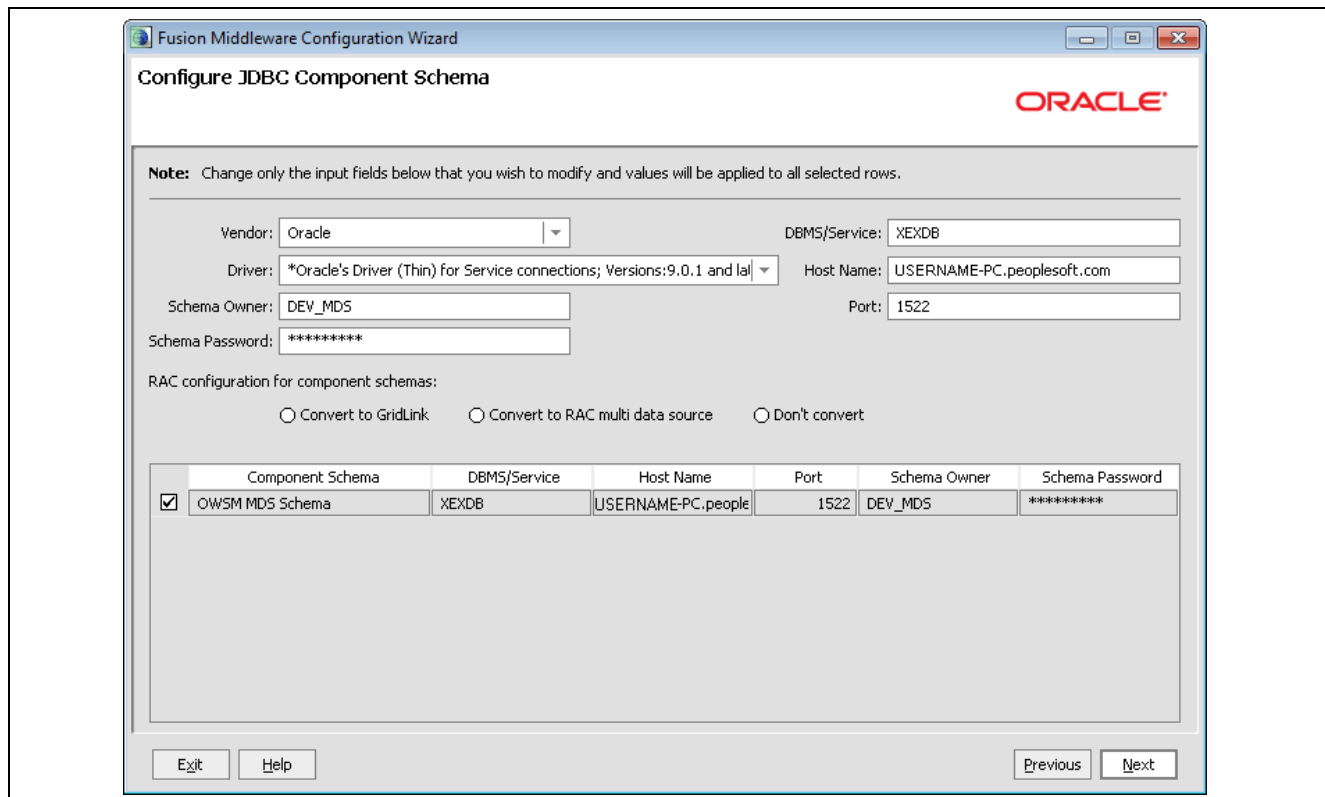 Fusion Middleware Configuration Wizard
Configure JDBC Component Schema
ORACLE
Note: Change only the input fields below that you wish to modify and values will be applied to all selected rows.
Vendor: Oracle DBMS/Service: XEXDB
Driver: *Oracle's Driver (Thin) for Service connections; Versions:9.0.1 and lat Host Name: USERNAME-PC.peoplesoft.com
Schema Owner: DEV_MDS Port: 1522
Schema Password: *********
RAC configuration for component schemas:
Convert to GridLink Convert to RAC multi data source Don't convert
Component Schema DBMS/Service Host Name Port Schema Owner Schema Password
OWSM MDS Schema XEXDB USERNAME-PC.people 1522 DEV_MDS *********
Exit Help Previous Next